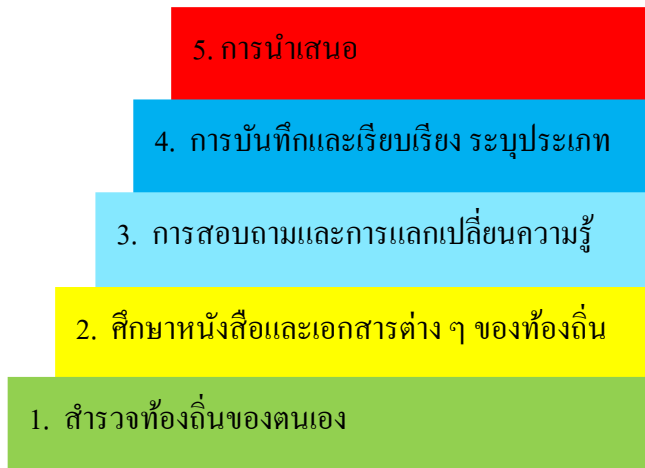 5. การนำเสนอ
4. การบันทึกและเรียบเรียง ระบุประเภท
3. การสอบถามและการแลกเปลี่ยนความรู้
2. ศึกษาหนังสือและเอกสารต่าง ๆ ของท้องถิ่น
1. สำรวจท้องถิ่นของตนเอง